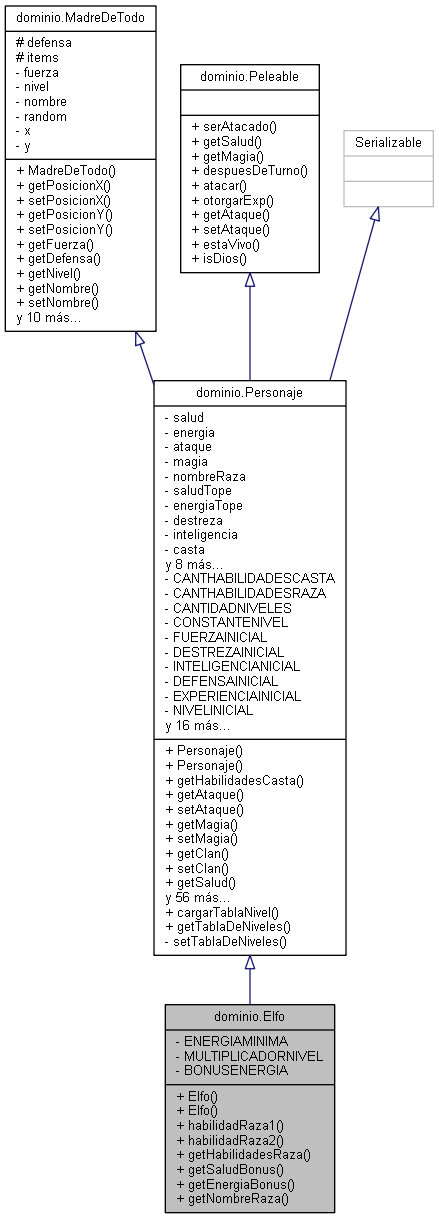 dominio.MadreDeTodo
# defensa
# items
- fuerza
- nivel
- nombre
- random
- x
- y
+ MadreDeTodo()
+ getPosicionX()
+ setPosicionX()
+ getPosicionY()
+ setPosicionY()
+ getFuerza()
+ getDefensa()
+ getNivel()
+ getNombre()
+ setNombre()
y 10 más...
dominio.Peleable
+ serAtacado()
+ getSalud()
+ getMagia()
+ despuesDeTurno()
+ atacar()
+ otorgarExp()
+ getAtaque()
+ setAtaque()
+ estaVivo()
+ isDios()
Serializable
dominio.Personaje
- salud
- energia
- ataque
- magia
- nombreRaza
- saludTope
- energiaTope
- destreza
- inteligencia
- casta
y 8 más...
- CANTHABILIDADESCASTA
- CANTHABILIDADESRAZA
- CANTIDADNIVELES
- CONSTANTENIVEL
- FUERZAINICIAL
- DESTREZAINICIAL
- INTELIGENCIANICIAL
- DEFENSAINICIAL
- EXPERIENCIAINICIAL
- NIVELINICIAL
y 16 más...
+ Personaje()
+ Personaje()
+ getHabilidadesCasta()
+ getAtaque()
+ setAtaque()
+ getMagia()
+ setMagia()
+ getClan()
+ setClan()
+ getSalud()
y 56 más...
+ cargarTablaNivel()
+ getTablaDeNiveles()
- setTablaDeNiveles()
dominio.Elfo
- ENERGIAMINIMA
- MULTIPLICADORNIVEL
- BONUSENERGIA
+ Elfo()
+ Elfo()
+ habilidadRaza1()
+ habilidadRaza2()
+ getHabilidadesRaza()
+ getSaludBonus()
+ getEnergiaBonus()
+ getNombreRaza()